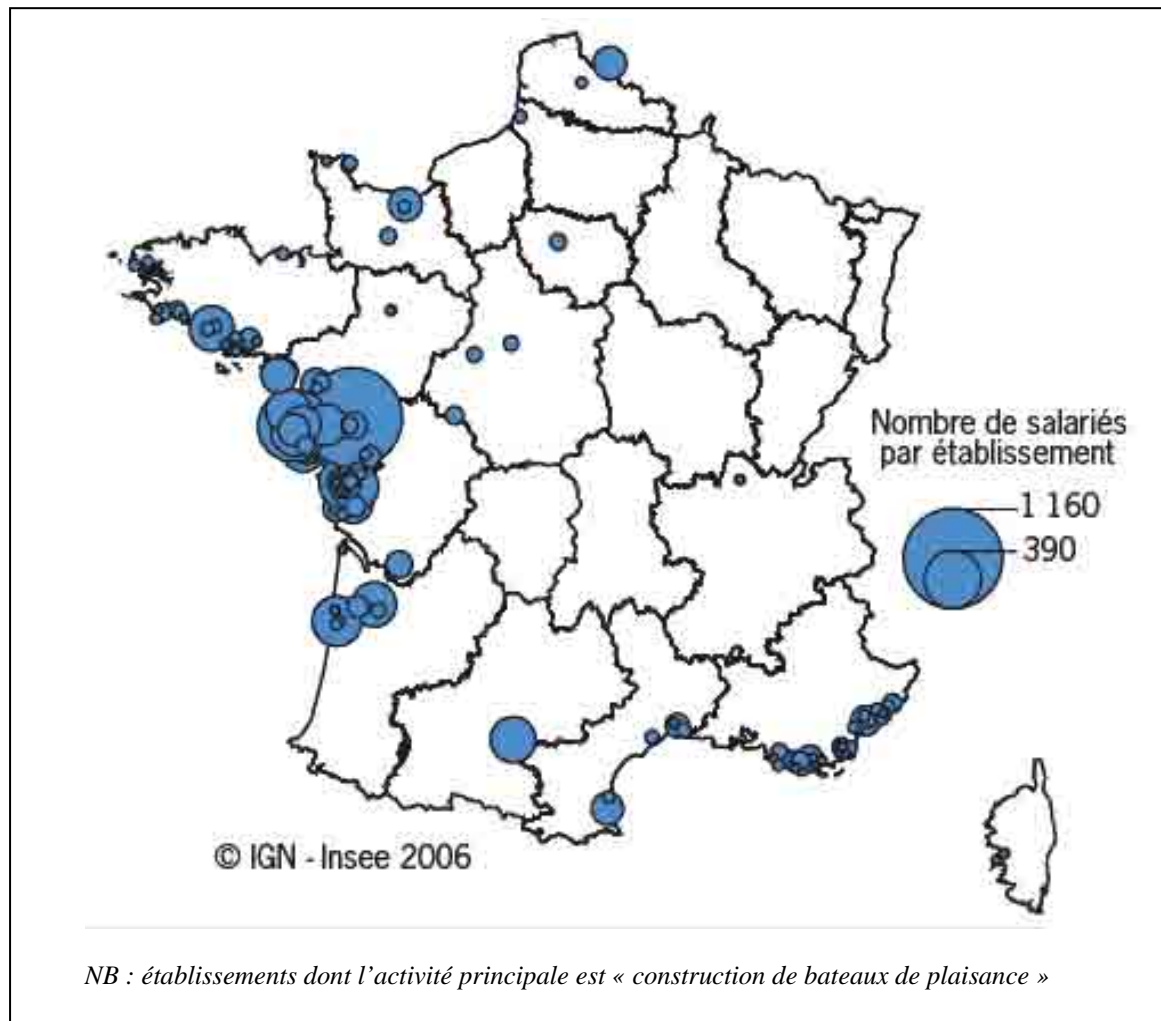 Nombre de salariés
par établissement
1 160
390
© IGN - Insee 2006
NB : établissements dont l’activité principale est « construction de bateaux de plaisance »